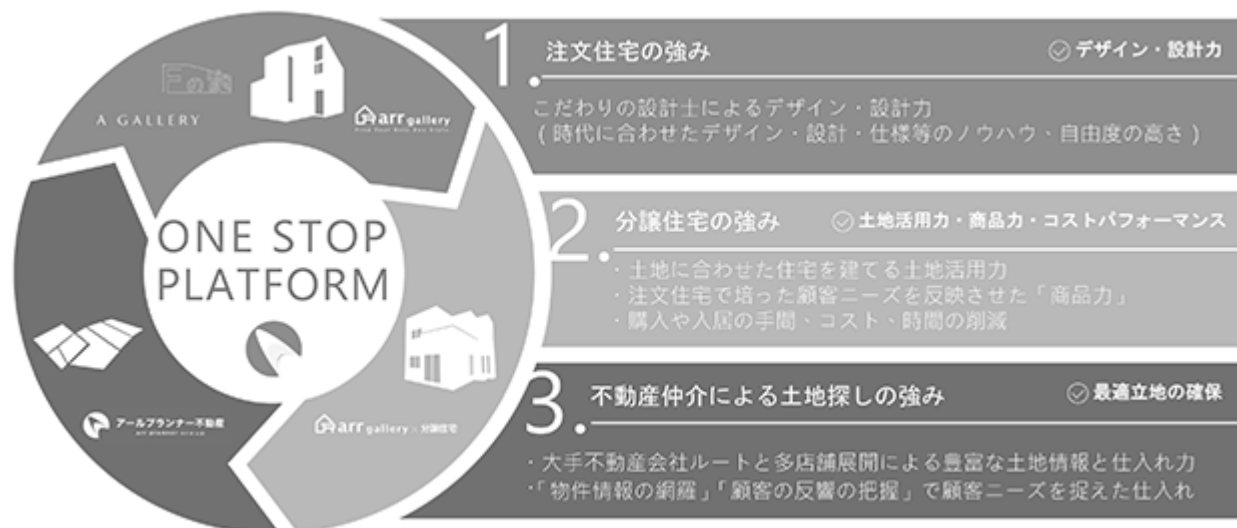 Fの家
A GALLERY
arr gallery
ONE STOP
PLATFORM
アールプランナー不動産
arr gallery × 分譲住宅
1.
注文住宅の強み
デザイン・設計力
こだわりの設計士によるデザイン・設計力
(時代に合わせたデザイン・設計・仕様等のノウハウ、自由度の高さ)
2.
分譲住宅の強み
土地活用力・商品力・コストパフォーマンス
・土地に合わせた住宅を建てる土地活用力
・注文住宅で培った顧客ニーズを反映させた「商品力」
・購入や入居の手間、コスト、時間の削減
3.
不動産仲介による土地探しの強み
最適立地の確保
・大手不動産会社ルートと多店舗展開による豊富な土地情報と仕入れ力
・「物件情報の網羅」「顧客の反響の把握」で顧客ニーズを捉えた仕入れ